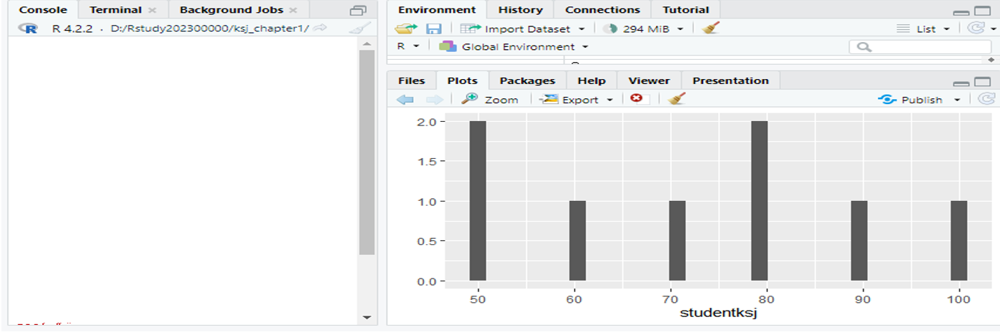 Console Terminal Background Jobs
R 4.2.2 · D:/Rstudy202300000/ksj_chapter1/
Environment History Connections Tutorial
Import Dataset 294 MiB List
R Global Environment
Files Plots Packages Help Viewer Presentation
Zoom Export Publish
2.0
1.5
1.0
0.5
0.0
50 60 70 80 90 100
studentksj